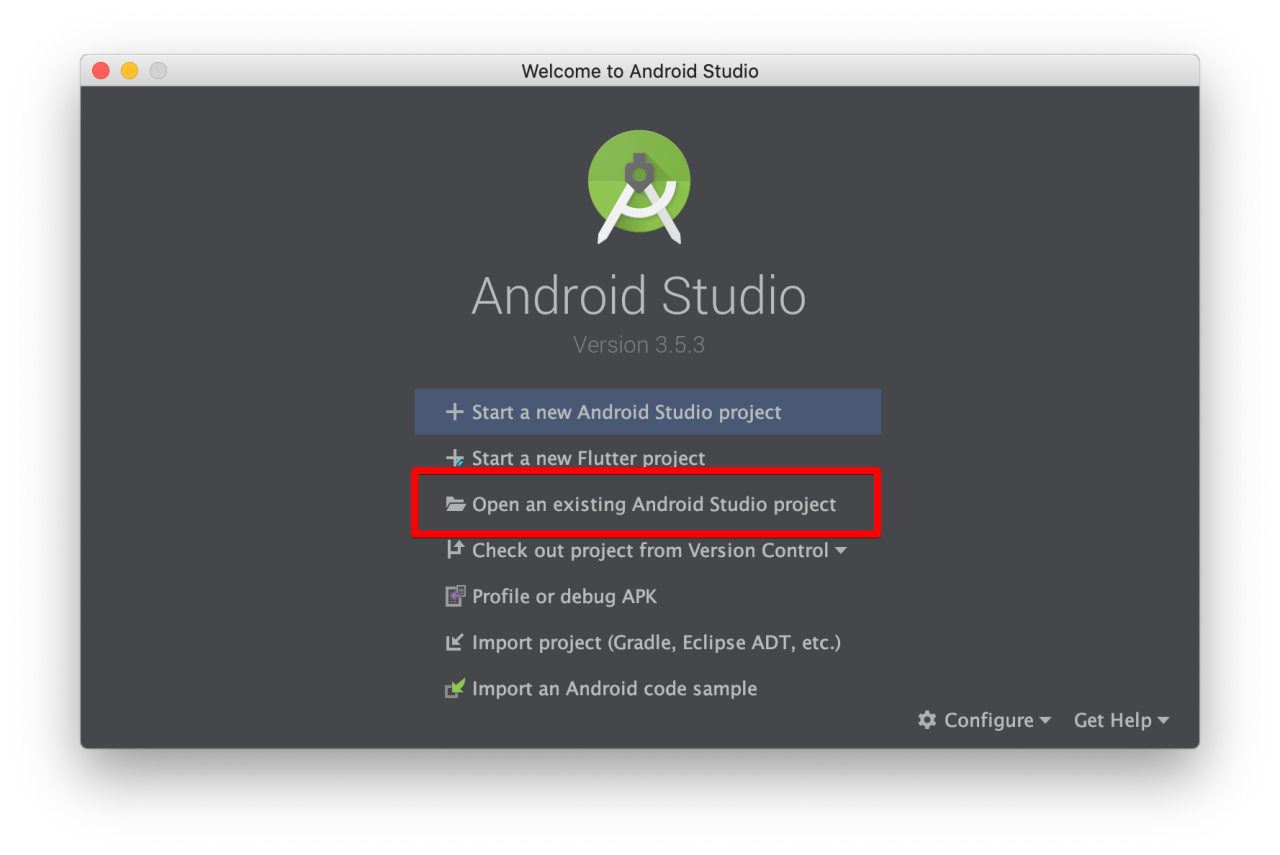 Welcome to Android Studio
Android Studio
Version 3.5.3
Start a new Android Studio project
Start a new Flutter project
Open an existing Android Studio project
Check out project from Version Control
Profile or debug APK
Import project (Gradle, Eclipse ADT, etc.)
Import an Android code sample
Configure Get Help